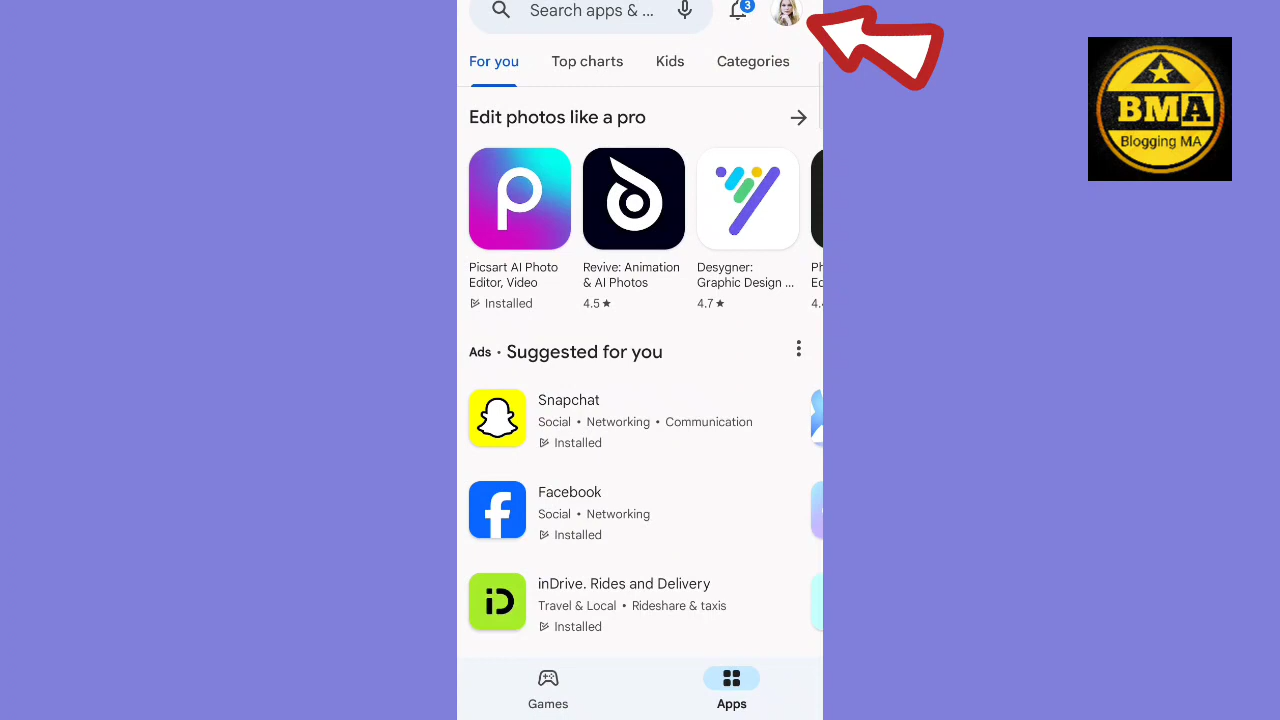 Search apps & ...
3
For you
Top charts
Kids
Categories
Edit photos like a pro
Picsart AI Photo
Editor, Video
Installed
Revive: Animation
& AI Photos
4.5★
Desygner:
Graphic Design ...
4.7★
Ads • Suggested for you
Snapchat
Social • Networking • Communication
Installed
Facebook
Social • Networking
Installed
inDrive. Rides and Delivery
Travel & Local • Rideshare & taxis
Installed
Games
Apps
BMA
Blogging MA